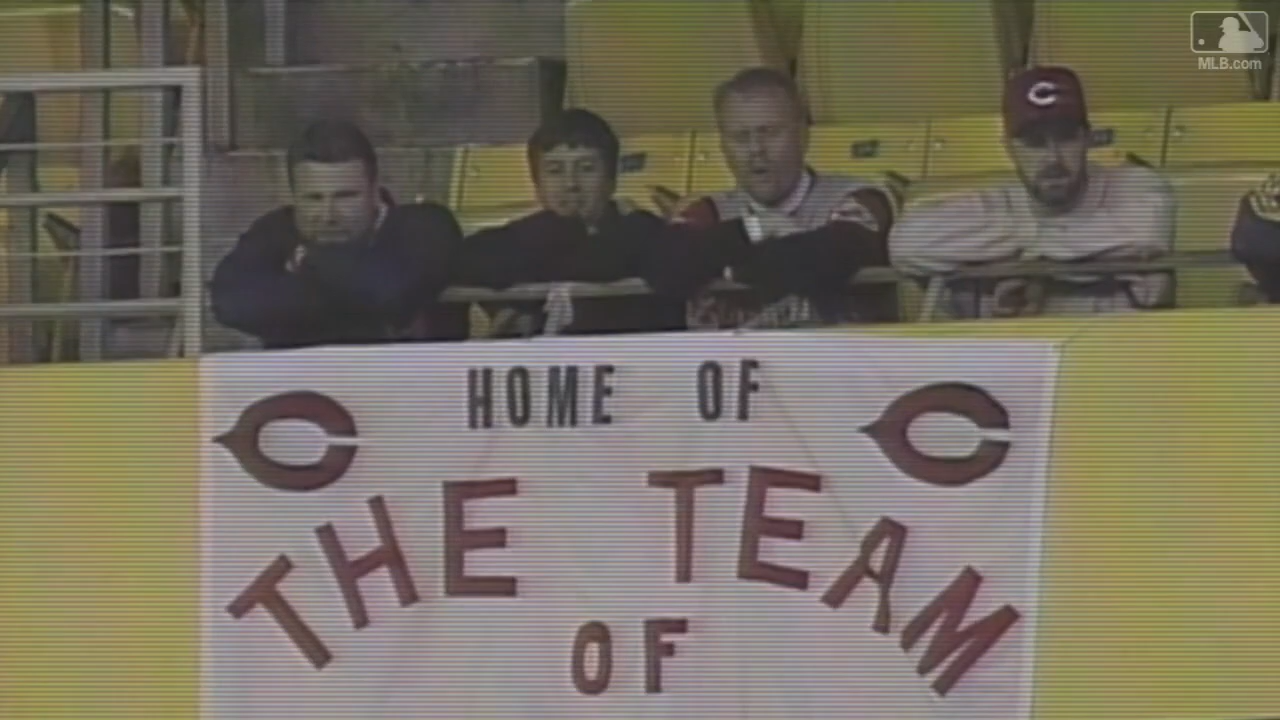 MLB.com
C
HOME OF
C C
THE TEAM
OF